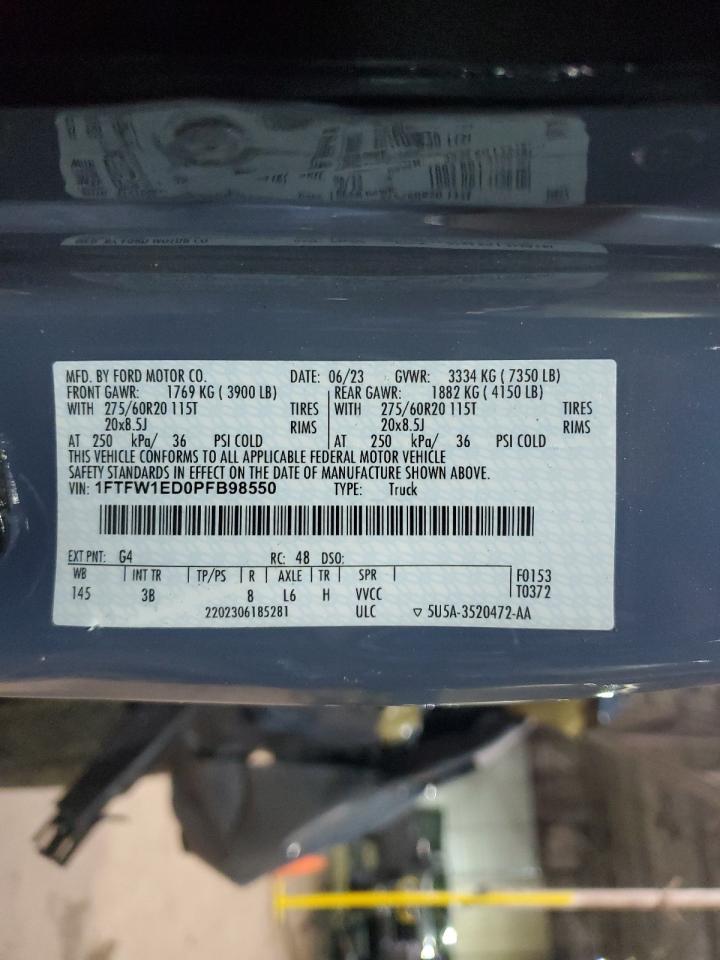 MFD. BY FORD MOTOR CO. DATE: 06/23 GVWR: 3334 KG ( 7350 LB)
FRONT GAWR: 1769 KG ( 3900 LB) REAR GAWR: 1882 KG ( 4150 LB)
WITH 275/60R20 115T TIRES WITH 275/60R20 115T TIRES
20x8.5J RIMS 20x8.5J RIMS
AT 250 kPa/ 36 PSI COLD AT 250 kPa/ 36 PSI COLD
THIS VEHICLE CONFORMS TO ALL APPLICABLE FEDERAL MOTOR VEHICLE
SAFETY STANDARDS IN EFFECT ON THE DATE OF MANUFACTURE SHOWN ABOVE.
VIN: 1FTFW1ED0PFB98550 TYPE: Truck
EXT PNT: G4 RC: 48 DSO:
WB INT TR TP/PS R AXLE TR SPR F0153
145 3B 8 L6 H VVCC T0372
2202306185281 ULC ▽ 5U5A-3520472-AA